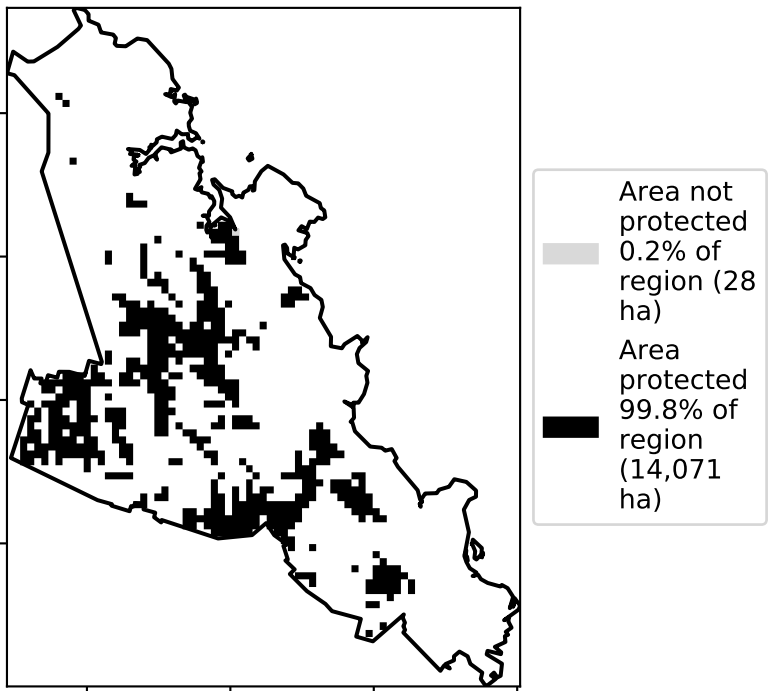 Area not
protected
0.2% of
region (28
ha)
Area
protected
99.8% of
region
(14,071
ha)